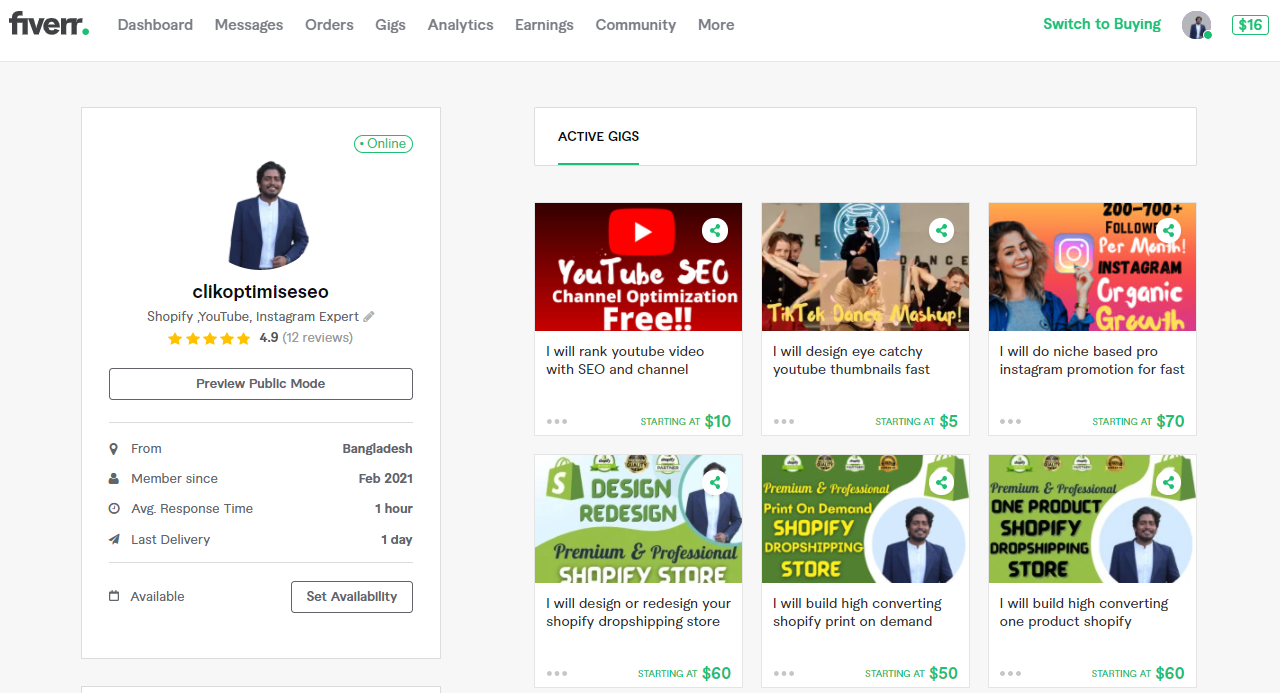 fiverr.
Dashboard
Messages
Orders
Gigs
Analytics
Earnings
Community
More
Switch to Buying
$16
• Online
clikoptimiseseo
Shopify ,YouTube, Instagram Expert
4.9 (12 reviews)
Preview Public Mode
From Bangladesh
Member since Feb 2021
Avg. Response Time 1 hour
Last Delivery 1 day
Available
Set Availability
ACTIVE GIGS
YouTube SEO
Channel Optimization
Free!!
I will rank youtube video
with SEO and channel
STARTING AT $10
DANCE
TikTok Dance Mashup!
I will design eye catchy
youtube thumbnails fast
STARTING AT $5
200-700+
Per Month!
INSTAGRAM
Organic
Growth
I will do niche based pro
instagram promotion for fast
STARTING AT $70
DESIGN
REDESIGN
Premium & Professional
SHOPIFY STORE
I will design or redesign your
shopify dropshipping store
STARTING AT $60
Premium & Professional
Print On Demand
SHOPIFY
DROPSHIPPING
STORE
I will build high converting
shopify print on demand
STARTING AT $50
Premium & Professional
ONE PRODUCT
SHOPIFY
DROPSHIPPING
STORE
I will build high converting
one product shopify
STARTING AT $60